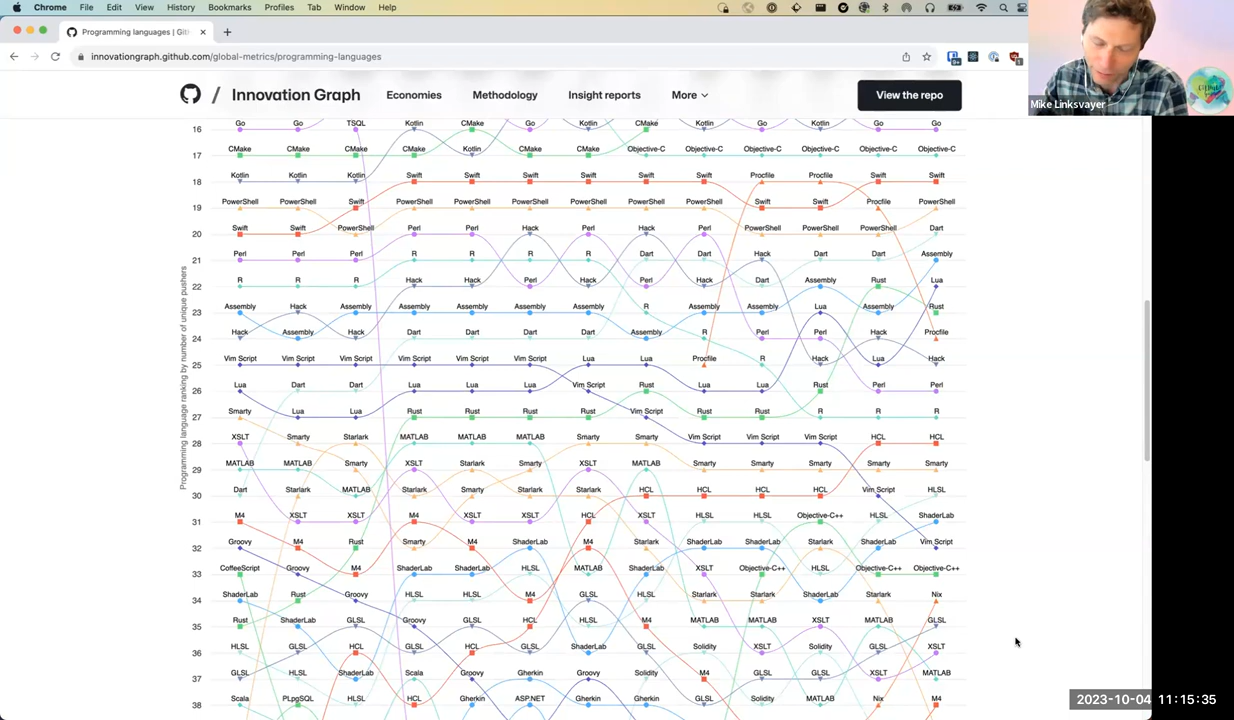 Chrome File Edit View History Bookmarks Profiles Tab Window Help
Programming languages | Git
innovationgraph.github.com/global-metrics/programming-languages
9+
1
/ Innovation Graph Economies Methodology Insight reports More View the repo
Mike Linksvayer
Programming language ranking by number of unique pushers
16 Go Go TSQL Kotlin CMake Go Kotlin CMake Kotlin Go Kotlin Go Go
17 CMake CMake CMake CMake Kotlin CMake CMake Objective-C Objective-C Objective-C Objective-C Objective-C Objective-C
18 Kotlin Kotlin Kotlin Swift Swift Swift Swift Swift Swift Procfile Procfile Swift Swift
19 PowerShell PowerShell Swift PowerShell PowerShell PowerShell PowerShell PowerShell PowerShell Swift Swift Procfile PowerShell
20 Swift Swift PowerShell Perl Perl Hack Perl Hack Perl PowerShell PowerShell PowerShell Dart
21 Perl Perl Perl R R R R Dart Dart Hack Dart Dart Assembly
22 R R R Hack Hack Perl Hack Perl Hack Dart Assembly Rust Lua
23 Assembly Hack Assembly Assembly Assembly Assembly Assembly R Assembly Assembly Lua Assembly Rust
24 Hack Assembly Hack Dart Dart Dart Dart Assembly R Perl Perl Hack Procfile
25 Vim Script Vim Script Vim Script Vim Script Vim Script Vim Script Lua Lua Procfile R Hack Lua Hack
26 Lua Dart Dart Lua Lua Lua Vim Script Rust Lua Lua Rust Perl Perl
27 Smarty Lua Lua Rust Rust Rust Rust Vim Script Rust Rust R R R
28 XSLT Smarty Starlark MATLAB MATLAB MATLAB Smarty Smarty Vim Script Vim Script Vim Script HCL HCL
29 MATLAB MATLAB Smarty XSLT Starlark Smarty XSLT MATLAB Smarty Smarty Smarty Smarty Smarty
30 Dart Starlark MATLAB Starlark Smarty Starlark Starlark HCL HCL HCL HCL Vim Script HLSL
31 M4 XSLT XSLT M4 XSLT XSLT HCL XSLT HLSL HLSL Objective-C++ HLSL ShaderLab
32 Groovy M4 Rust Smarty M4 ShaderLab M4 Starlark ShaderLab ShaderLab Starlark ShaderLab Vim Script
33 CoffeeScript Groovy M4 ShaderLab ShaderLab HLSL MATLAB ShaderLab XSLT Objective-C++ HLSL Objective-C++ Objective-C++
34 ShaderLab Rust Groovy HLSL HLSL M4 GLSL HLSL Starlark Starlark ShaderLab Starlark Nix
35 Rust ShaderLab GLSL Groovy GLSL HCL HLSL M4 MATLAB MATLAB XSLT MATLAB GLSL
36 HLSL GLSL HCL GLSL HCL GLSL ShaderLab Solidity Solidity XSLT Solidity GLSL XSLT
37 GLSL HLSL ShaderLab Scala Groovy Groovy Groovy Solidity M4 GLSL GLSL XSLT MATLAB
38 Scala PLpgSQL HLSL HCL Gherkin ASP.NET Gherkin Gherkin GLSL Solidity MATLAB Nix M4
2023-10-04 11:15:35